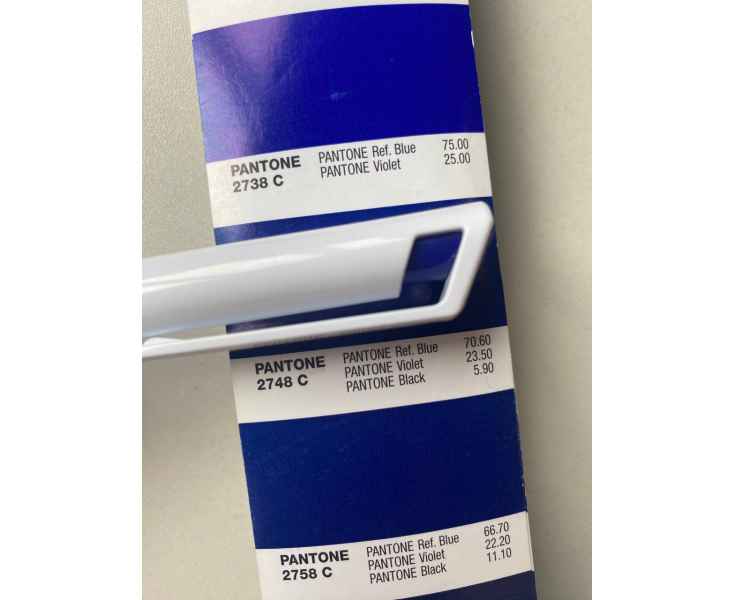 PANTONE
2738 C
PANTONE Ref. Blue 75.00
PANTONE Violet 25.00
PANTONE
2748 C
PANTONE Ref. Blue 70.60
PANTONE Violet 23.50
PANTONE Black 5.90
PANTONE
2758 C
PANTONE Ref. Blue 66.70
PANTONE Violet 22.20
PANTONE Black 11.10